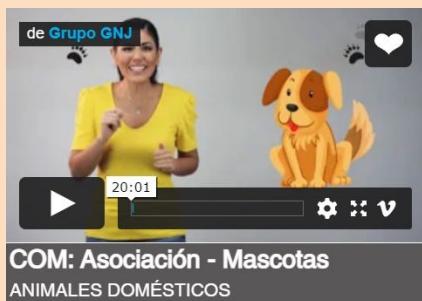 de Grupo GNJ
20:01
COM: Asociación - Mascotas
ANIMALES DOMÉSTICOS